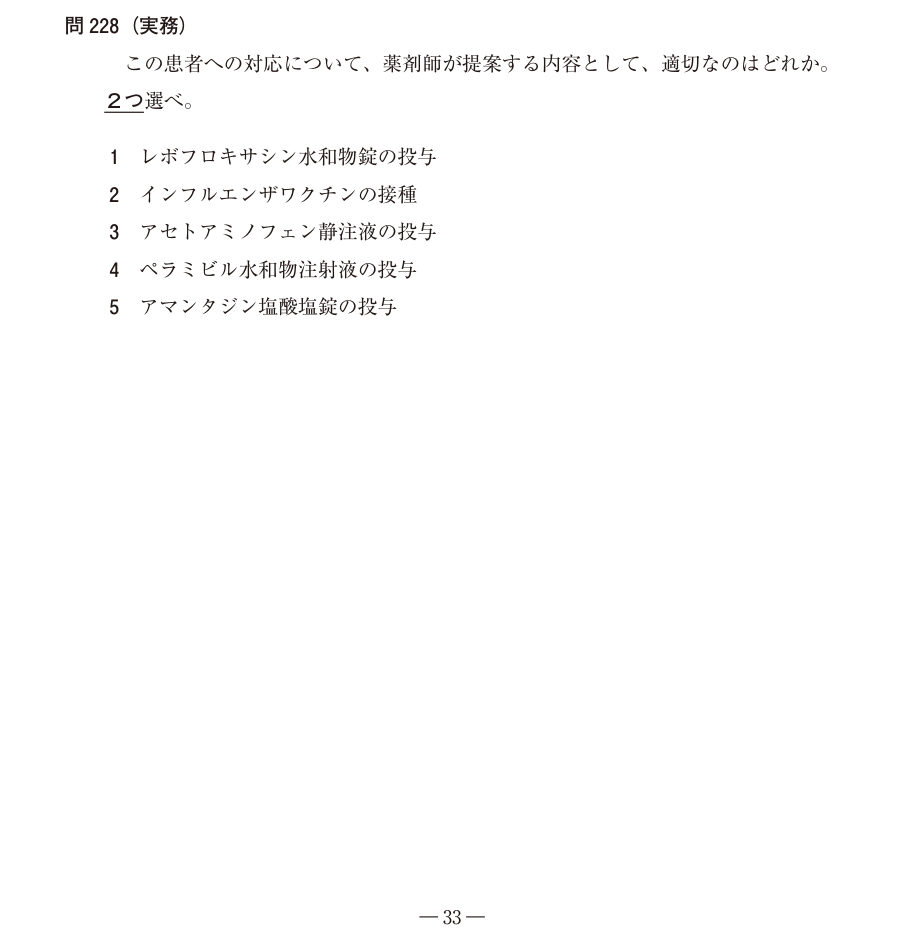 問 228（実務）
この患者への対応について、薬剤師が提案する内容として、適切なのはどれか。
２つ選べ。
1　レボフロキサシン水和物錠の投与
2　インフルエンザワクチンの接種
3　アセトアミノフェン静注液の投与
4　ペラミビル水和物注射液の投与
5　アマンタジン塩酸塩錠の投与
― 33 ―